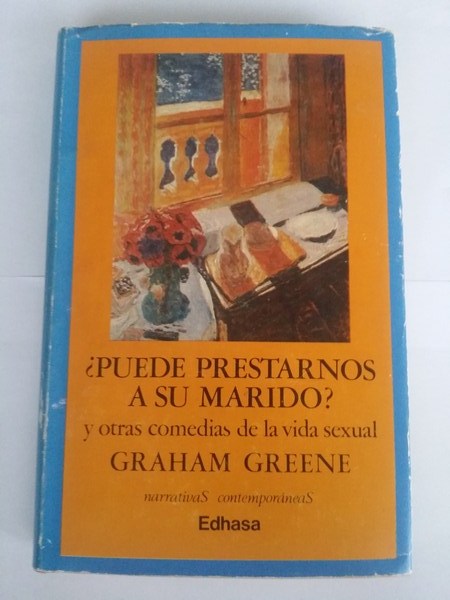 ¿PUEDE PRESTARNOS
A SU MARIDO?
y otras comedias de la vida sexual
GRAHAM GREENE
narrativaS contemporáneaS
Edhasa